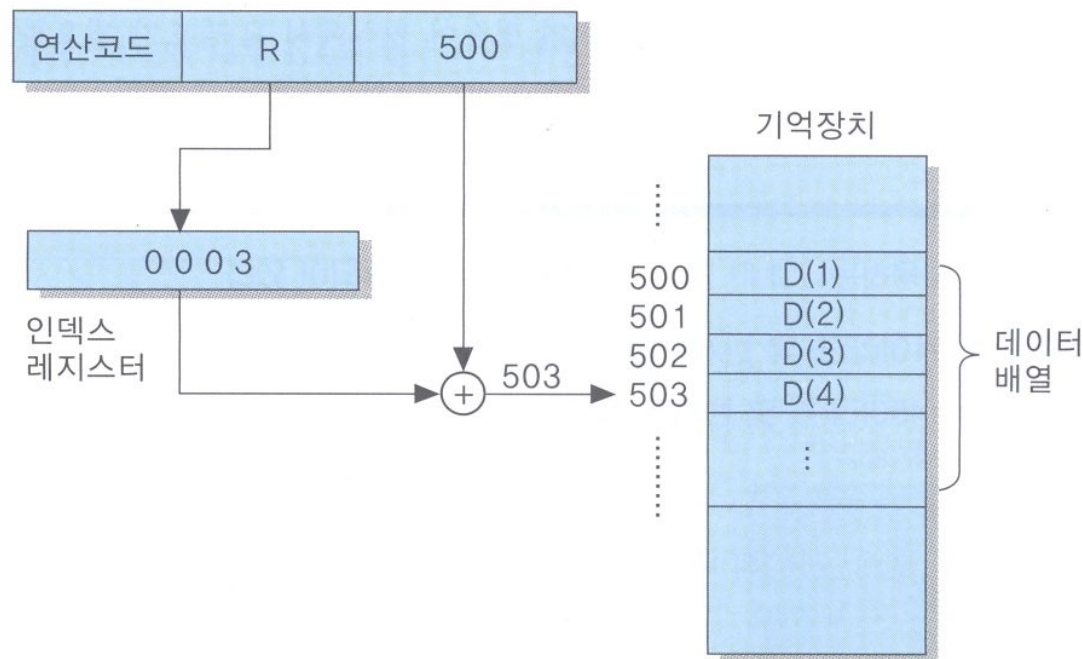 연산코드 R 500
기억장치
0 0 0 3
인덱스
레지스터
500 D(1)
501 D(2)
502 D(3)
503
503 D(4)
⋮
데이터
배열